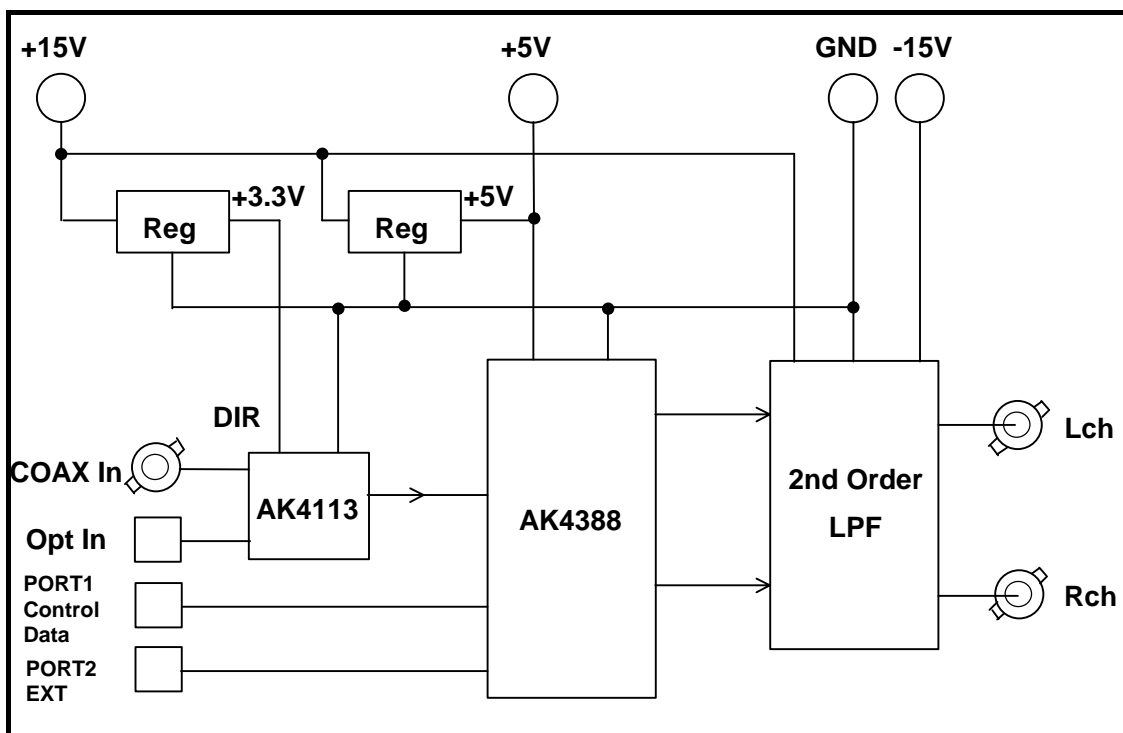 +15V
+5V
GND
-15V
+3.3V
+5V
Reg
Reg
DIR
COAX In
AK4113
Opt In
PORT1
Control
Data
PORT2
EXT
AK4388
2nd Order
LPF
Lch
Rch